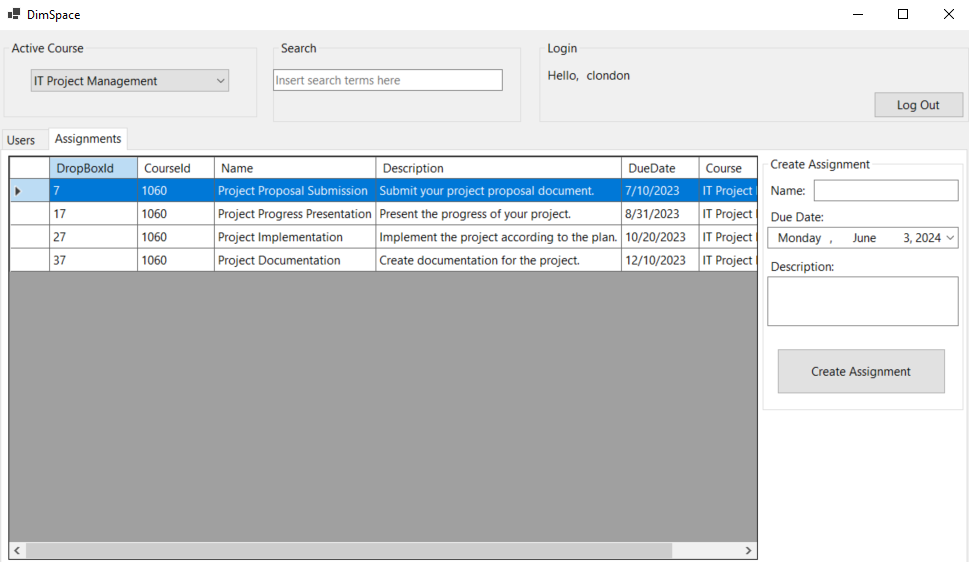 DimSpace
Active Course
IT Project Management
Search
Insert search terms here
Login
Hello, clondon
Log Out
Users Assignments
DropBoxId CourseId Name Description DueDate Course
7 1060 Project Proposal Submission Submit your project proposal document. 7/10/2023 IT Project
17 1060 Project Progress Presentation Present the progress of your project. 8/31/2023 IT Project
27 1060 Project Implementation Implement the project according to the plan. 10/20/2023 IT Project
37 1060 Project Documentation Create documentation for the project. 12/10/2023 IT Project
Create Assignment
Name:
Due Date:
Monday , June 3, 2024
Description:
Create Assignment